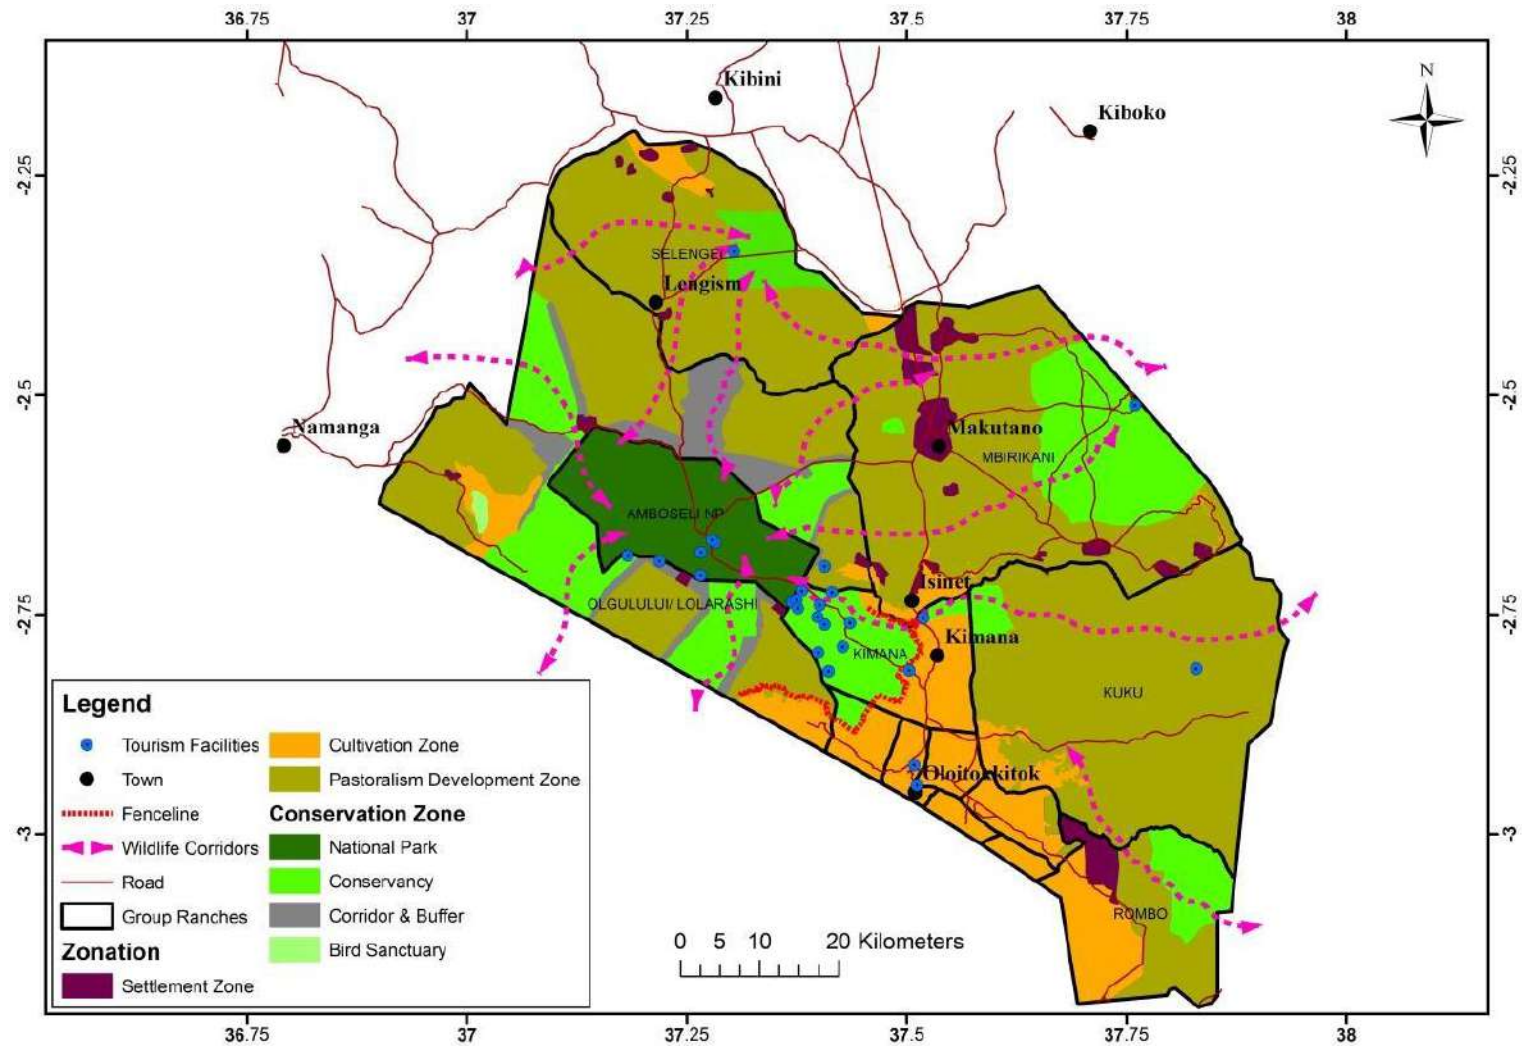 36.75 37 37.25 37.5 37.75 38
Kibini
Kiboko
N
-2.25 -2.25
SELENGEI
Lengism
-2.5 -2.5
Namanga
Makutano
MBIRIKANI
AMBOSELI NP
Isinet
OLGULULUI/ LOLARASHI
-2.75 -2.75
Kimana
KIMANA
KUKU
Oloitokitok
-3 -3
ROMBO
Legend
Tourism Facilities
Town
Fenceline
Wildlife Corridors
Road
Group Ranches
Zonation
Settlement Zone
Cultivation Zone
Pastoralism Development Zone
Conservation Zone
National Park
Conservancy
Corridor & Buffer
Bird Sanctuary
0 5 10 20 Kilometers
36.75 37 37.25 37.5 37.75 38